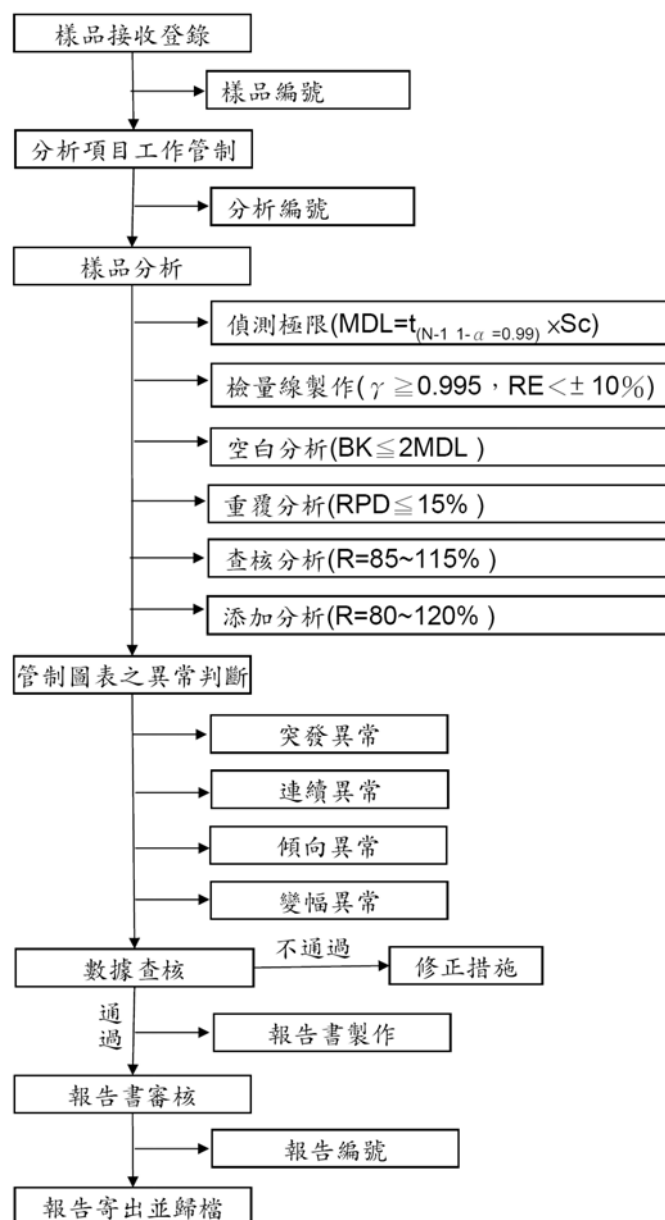 樣品接收登錄
樣品編號
分析項目工作管制
分析編號
樣品分析
偵測極限(MDL=t(N-1 1-α=0.99) ×Sc)
檢量線製作(γ≧0.995，RE<±10%)
空白分析(BK≦2MDL )
重覆分析(RPD≦15% )
查核分析(R=85~115% )
添加分析(R=80~120% )
管制圖表之異常判斷
突發異常
連續異常
傾向異常
變幅異常
數據查核
不通過
修正措施
通過
報告書製作
報告書審核
報告編號
報告寄出並歸檔